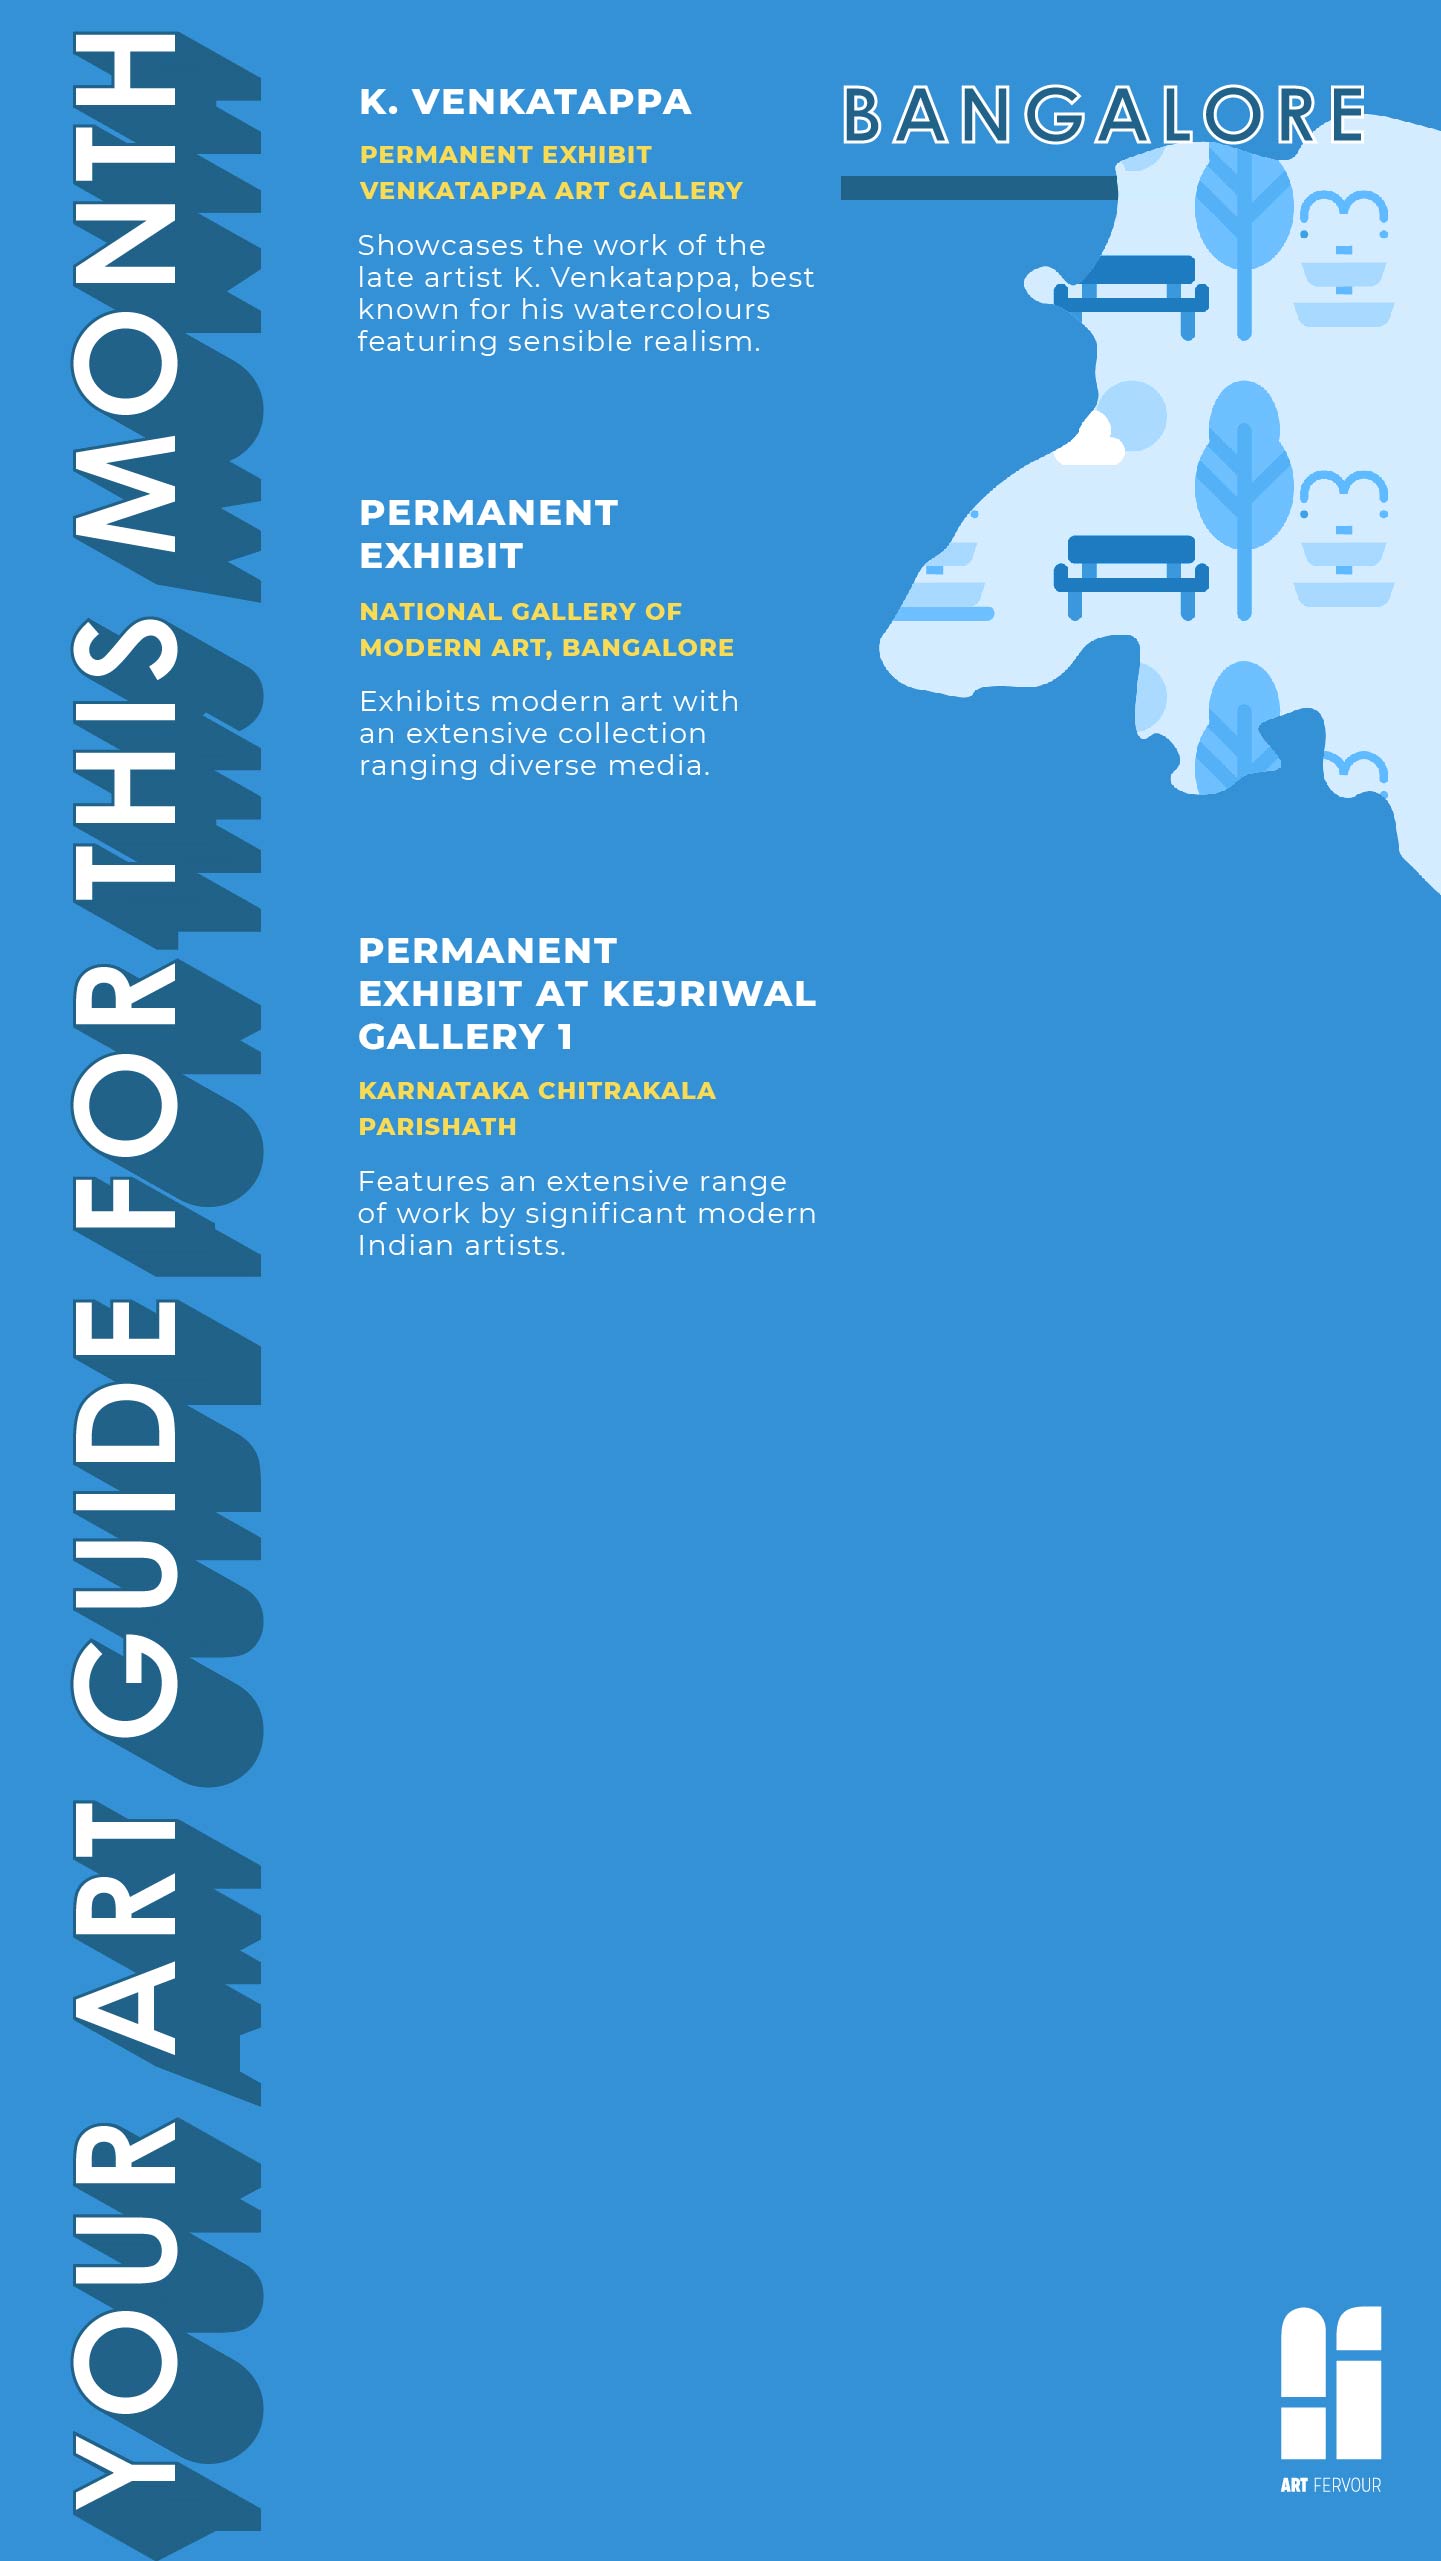 YOUR ART GUIDE FOR THIS MONTH
BANGALORE
K. VENKATAPPA
PERMANENT EXHIBIT
VENKATAPPA ART GALLERY
Showcases the work of the
late artist K. Venkatappa, best
known for his watercolours
featuring sensible realism.
PERMANENT
EXHIBIT
NATIONAL GALLERY OF
MODERN ART, BANGALORE
Exhibits modern art with
an extensive collection
ranging diverse media.
PERMANENT
EXHIBIT AT KEJRIWAL
GALLERY 1
KARNATAKA CHITRAKALA
PARISHATH
Features an extensive range
of work by significant modern
Indian artists.
ART FERVOUR